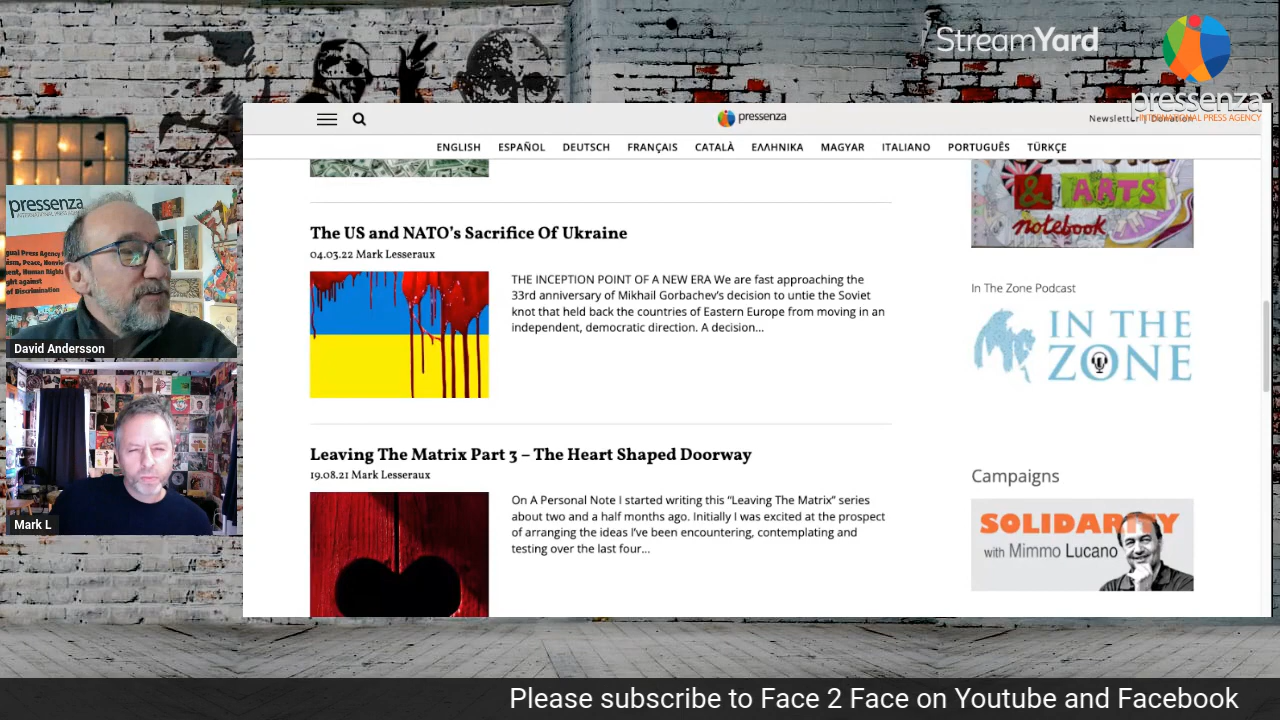 StreamYard
pressenza
INTERNATIONAL PRESS AGENCY
pressenza
Newsletter | Donation
ENGLISH ESPAÑOL DEUTSCH FRANÇAIS CATALÀ ΕΛΛΗΝΙΚΑ MAGYAR ITALIANO PORTUGUÊS TÜRKÇE
The US and NATO's Sacrifice Of Ukraine
04.03.22 Mark Lesseraux
THE INCEPTION POINT OF A NEW ERA We are fast approaching the
33rd anniversary of Mikhail Gorbachev's decision to untie the Soviet
knot that held back the countries of Eastern Europe from moving in an
independent, democratic direction. A decision...
Leaving The Matrix Part 3 – The Heart Shaped Doorway
19.08.21 Mark Lesseraux
On A Personal Note I started writing this "Leaving The Matrix" series
about two and a half months ago. Initially I was excited at the prospect
of arranging the ideas I've been encountering, contemplating and
testing over the last four...
& ARTS
notebook
In The Zone Podcast
IN THE
ZONE
Campaigns
SOLIDARITY
with Mimmo Lucano
pressenza
David Andersson
Mark L
Please subscribe to Face 2 Face on Youtube and Facebook